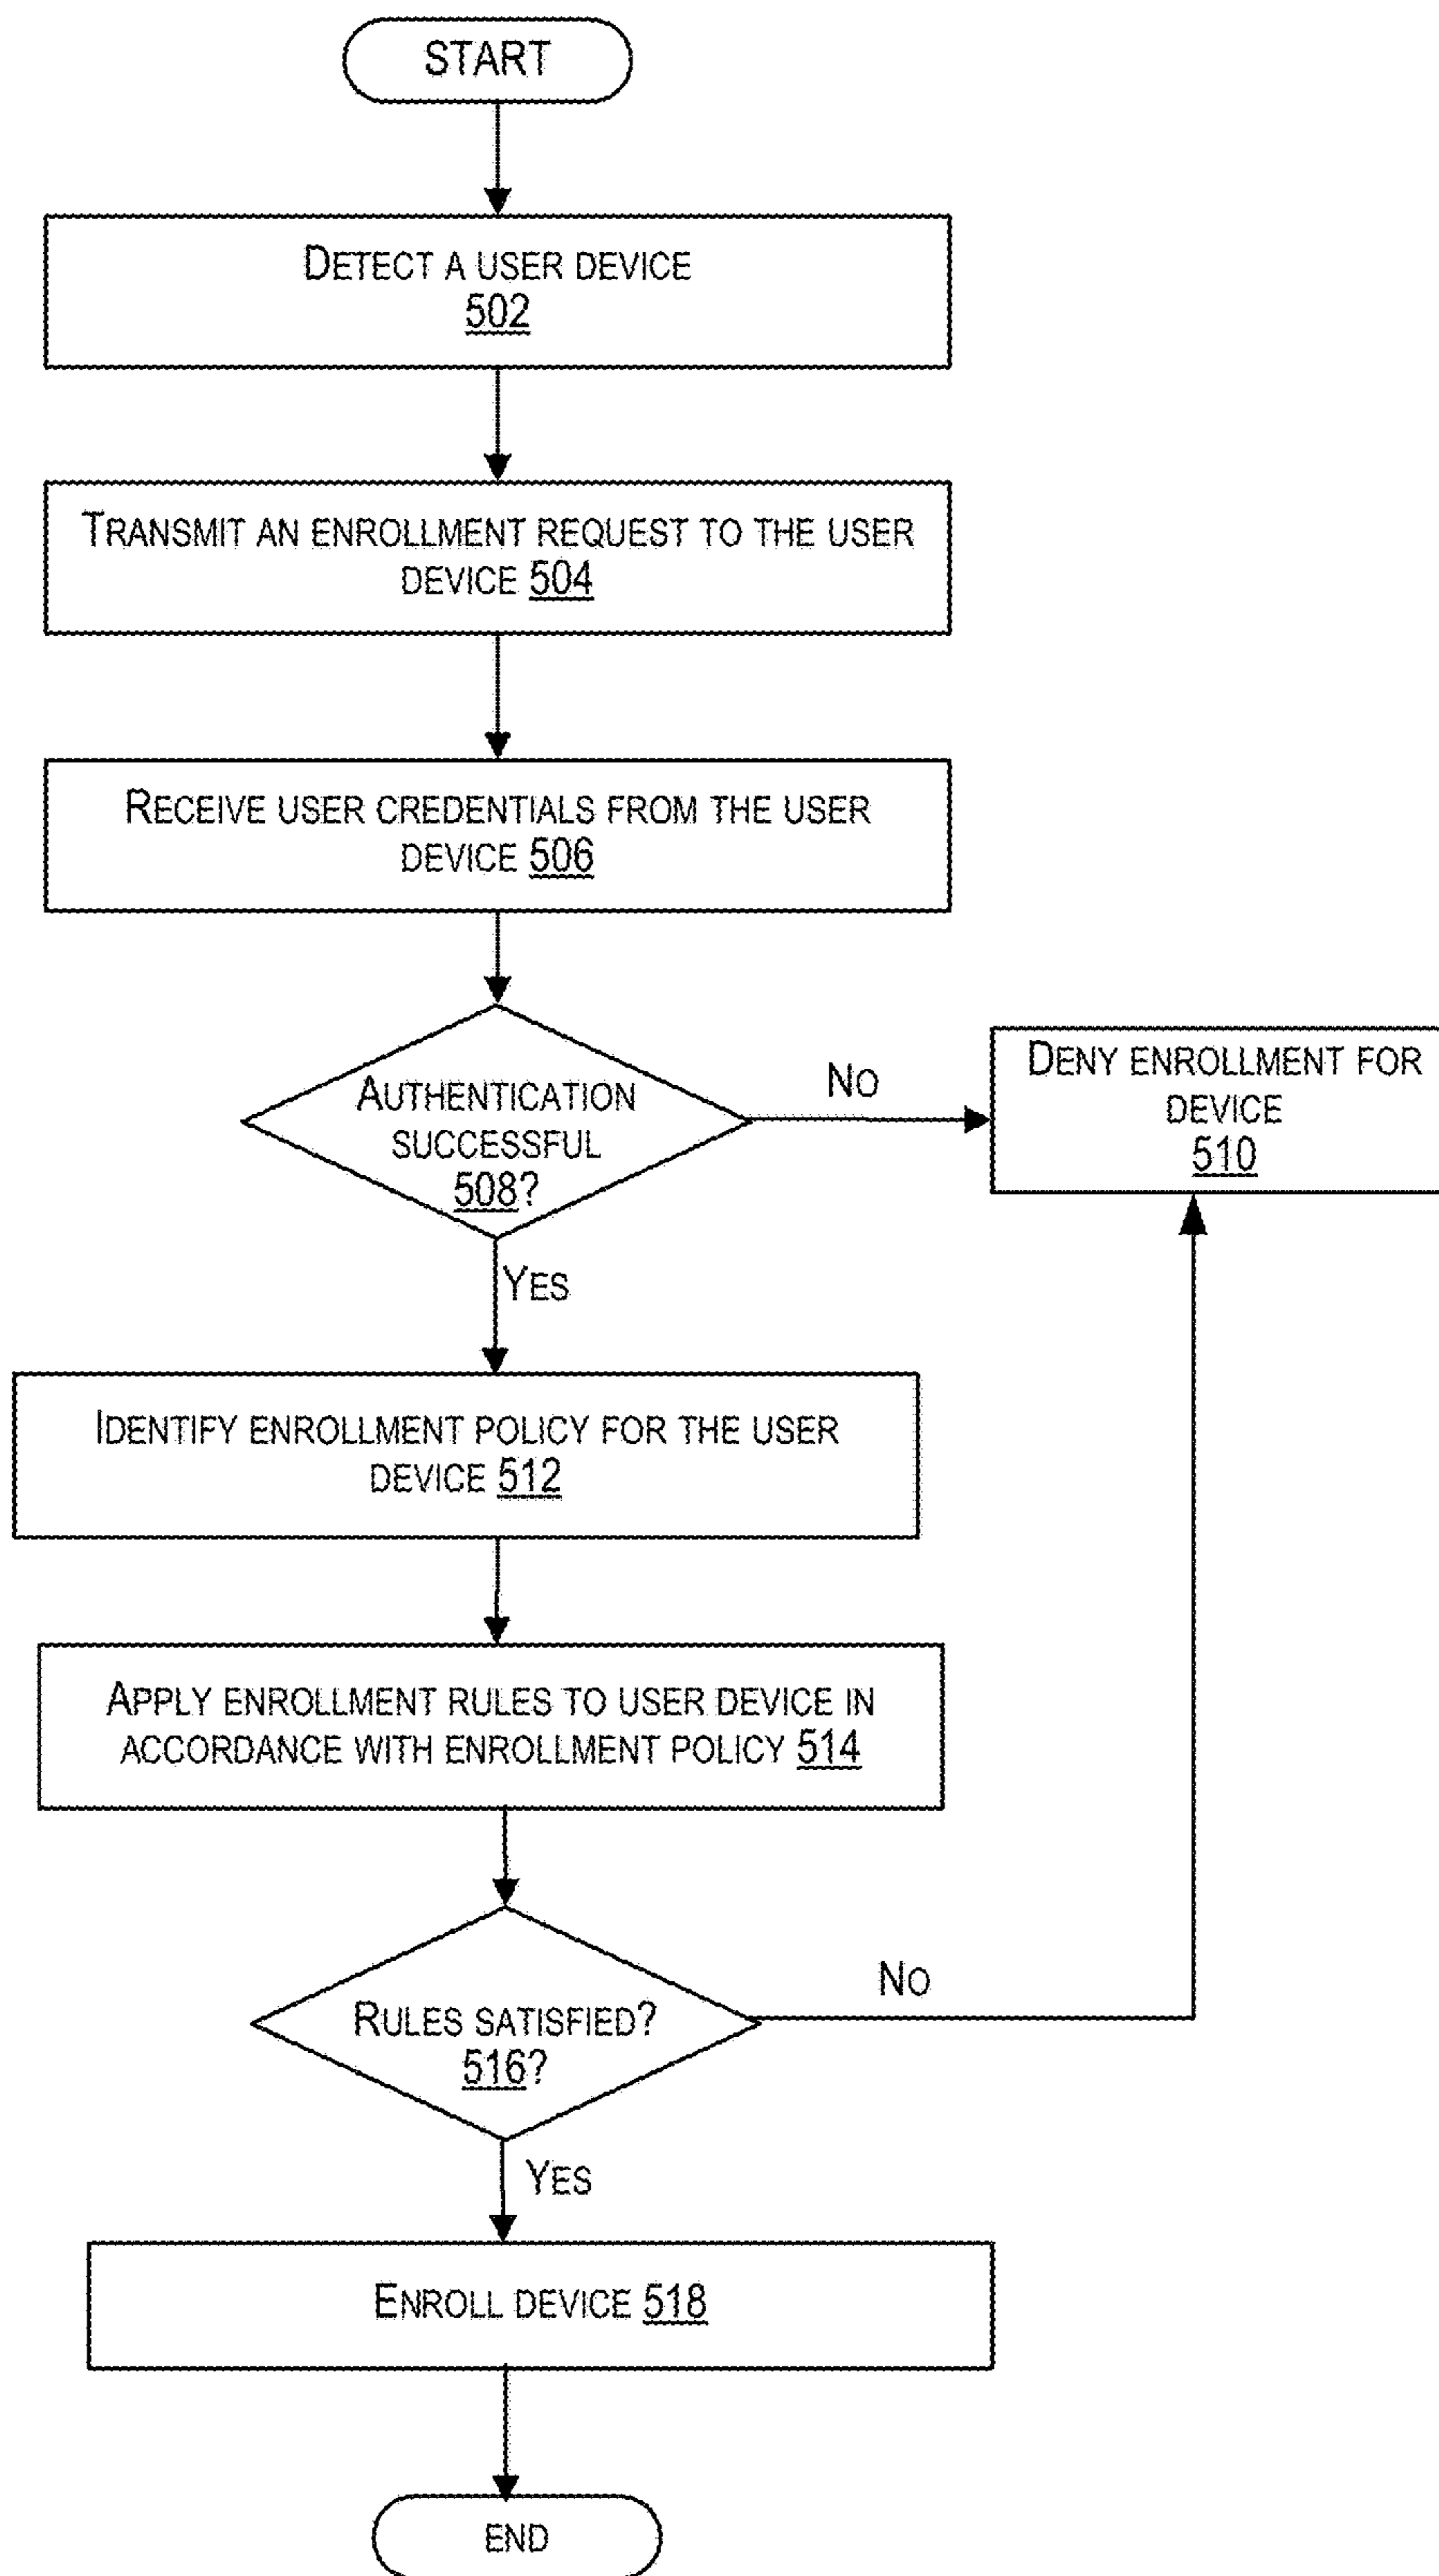 START
DETECT A USER DEVICE
502
TRANSMIT AN ENROLLMENT REQUEST TO THE USER
DEVICE 504
RECEIVE USER CREDENTIALS FROM THE USER
DEVICE 506
AUTHENTICATION
SUCCESSFUL
508?
NO
DENY ENROLLMENT FOR
DEVICE
510
YES
IDENTIFY ENROLLMENT POLICY FOR THE USER
DEVICE 512
APPLY ENROLLMENT RULES TO USER DEVICE IN
ACCORDANCE WITH ENROLLMENT POLICY 514
RULES SATISFIED?
516?
NO
YES
ENROLL DEVICE 518
END